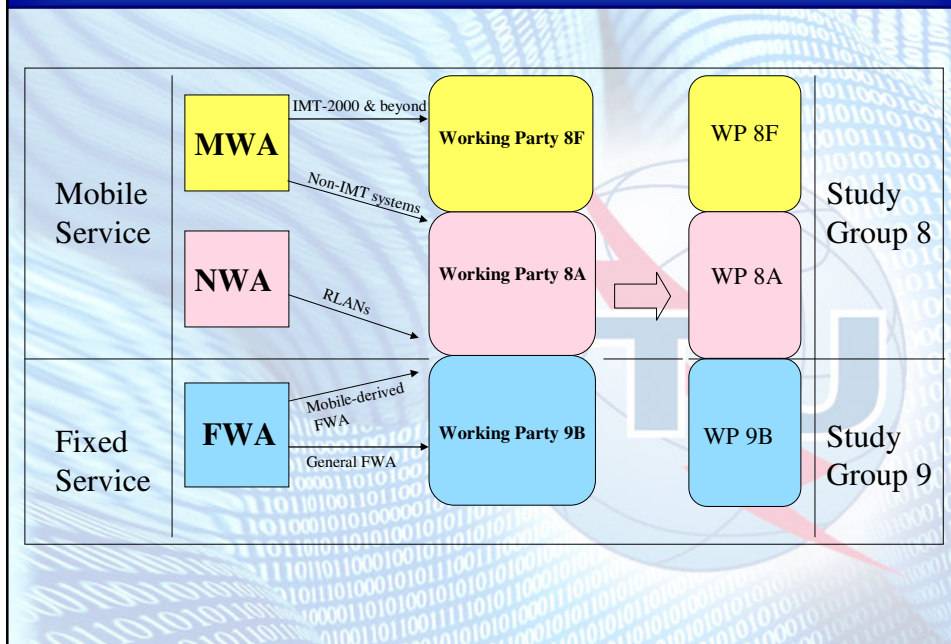 Mobile
Service
MWA
IMT-2000 & beyond
Non-IMT systems
NWA
RLANs
Working Party 8F
Working Party 8A
WP 8F
WP 8A
Study
Group 8
Fixed
Service
FWA
Mobile-derived
FWA
General FWA
Working Party 9B
WP 9B
Study
Group 9
ITU